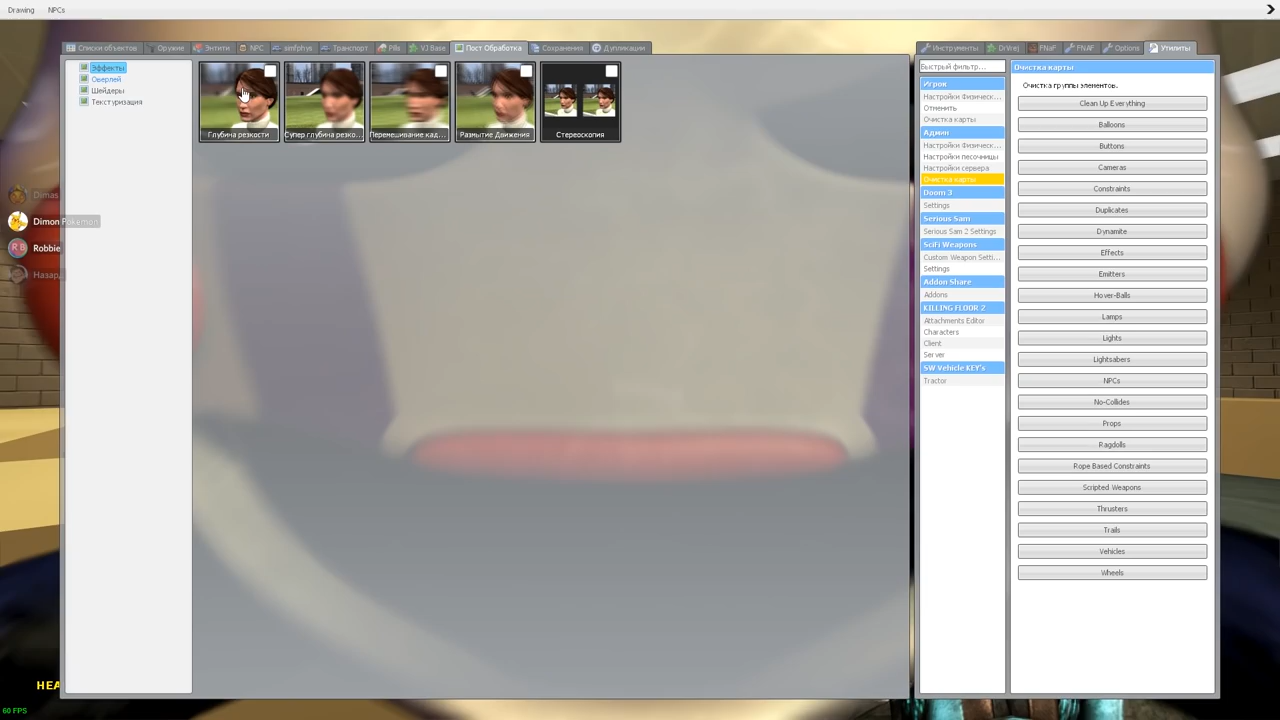 Drawing NPCs
Списки объектов Оружие Энтити NPC simfphys Транспорт Pills VJ Base Пост Обработка Сохранения Дупликации
Эффекты
Оверлей
Шейдеры
Текстуризация
Глубина резкости Супер глубина резко... Перемешивание кад... Размытие Движения Стереоскопия
Dimas
Dimon Pokemon
Robbie
Назар
HEA
60 FPS
Инструменты DrVrej FNaF FNAF Options Утилиты
Быстрый фильтр...
Игрок
Настройки Физическ...
Отменить
Очистка карты
Админ
Настройки Физическ...
Настройки песочницы
Настройки сервера
Очистка карты
Doom 3
Settings
Serious Sam
Serious Sam 2 Settings
SciFi Weapons
Custom Weapon Setti...
Settings
Addon Share
Addons
KILLING FLOOR 2
Attachments Editor
Characters
Client
Server
SW Vehicle KEY's
Tractor
Очистка карты
Очистка группы элементов.
Clean Up Everything
Balloons
Buttons
Cameras
Constraints
Duplicates
Dynamite
Effects
Emitters
Hover-Balls
Lamps
Lights
Lightsabers
NPCs
No-Collides
Props
Ragdolls
Rope Based Constraints
Scripted Weapons
Thrusters
Trails
Vehicles
Wheels